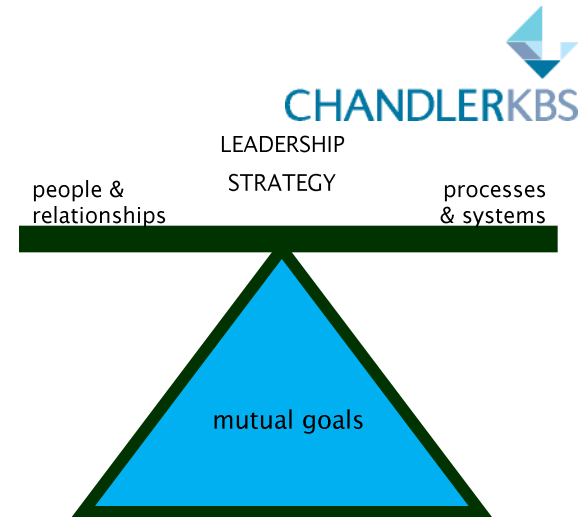 CHANDLERKBS
LEADERSHIP
STRATEGY
people &
relationships
processes
& systems
mutual goals